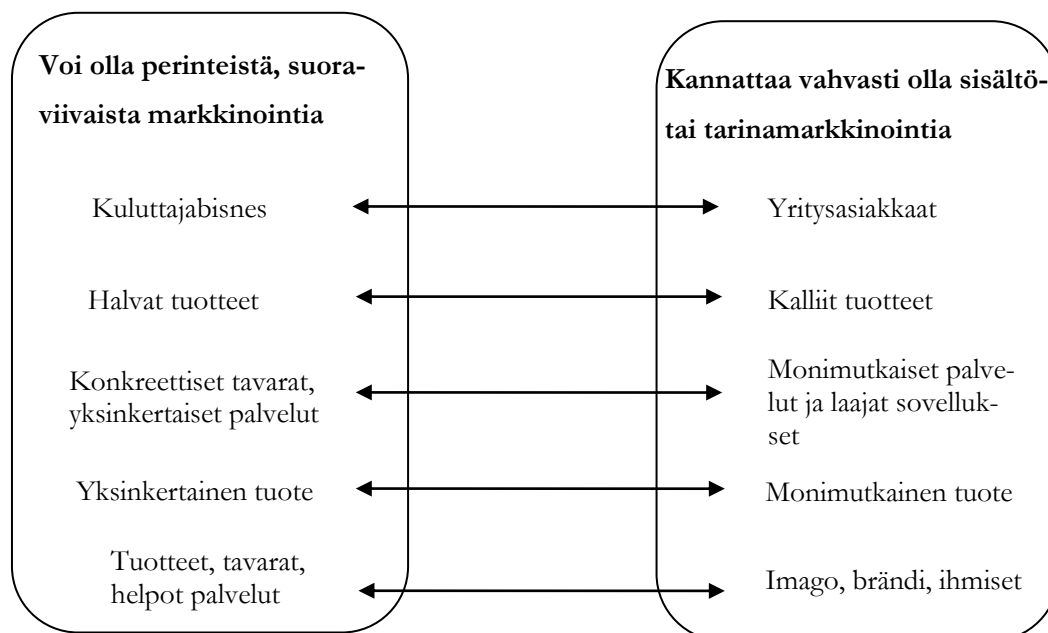 Voi olla perinteistä, suora-
viivaista markkinointia
Kannattaa vahvasti olla sisältö-
tai tarinamarkkinointia
Kuluttajabisnes
Yritysasiakkaat
Halvat tuotteet
Kalliit tuotteet
Konkreettiset tavarat,
yksinkertaiset palvelut
Monimutkaiset palve-
lut ja laajat sovelluk-
set
Yksinkertainen tuote
Monimutkainen tuote
Tuotteet, tavarat,
helpot palvelut
Imago, brändi, ihmiset